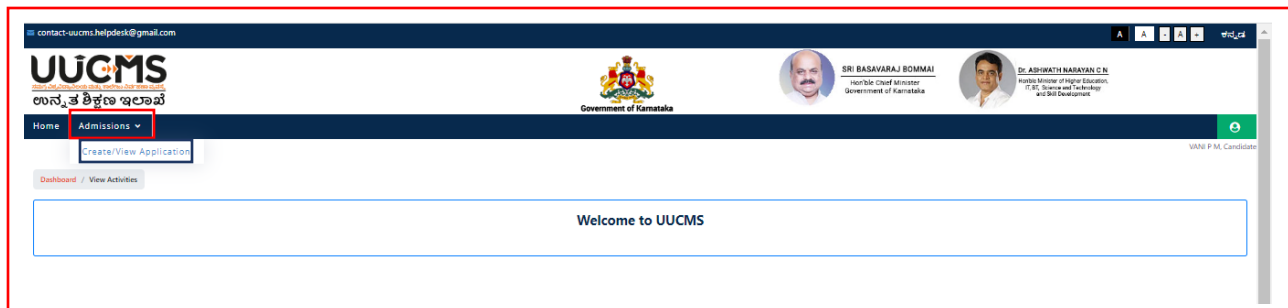 contact-uucms.helpdesk@gmail.com
A A - A + ಕನ್ನಡ
UUCMS
ಉನ್ನತ ಶಿಕ್ಷಣ ಇಲಾಖೆ
Government of Karnataka
SRI BASAVARAJ BOMMAI
Hon'ble Chief Minister
Government of Karnataka
Dr. ASHWATH NARAYAN C N
Hon'ble Minister of Higher Education,
IT, BT, Science and Technology
and Skill Development
Home Admissions
Create/View Application
VANI P M, Candidate
Dashboard / View Activities
Welcome to UUCMS